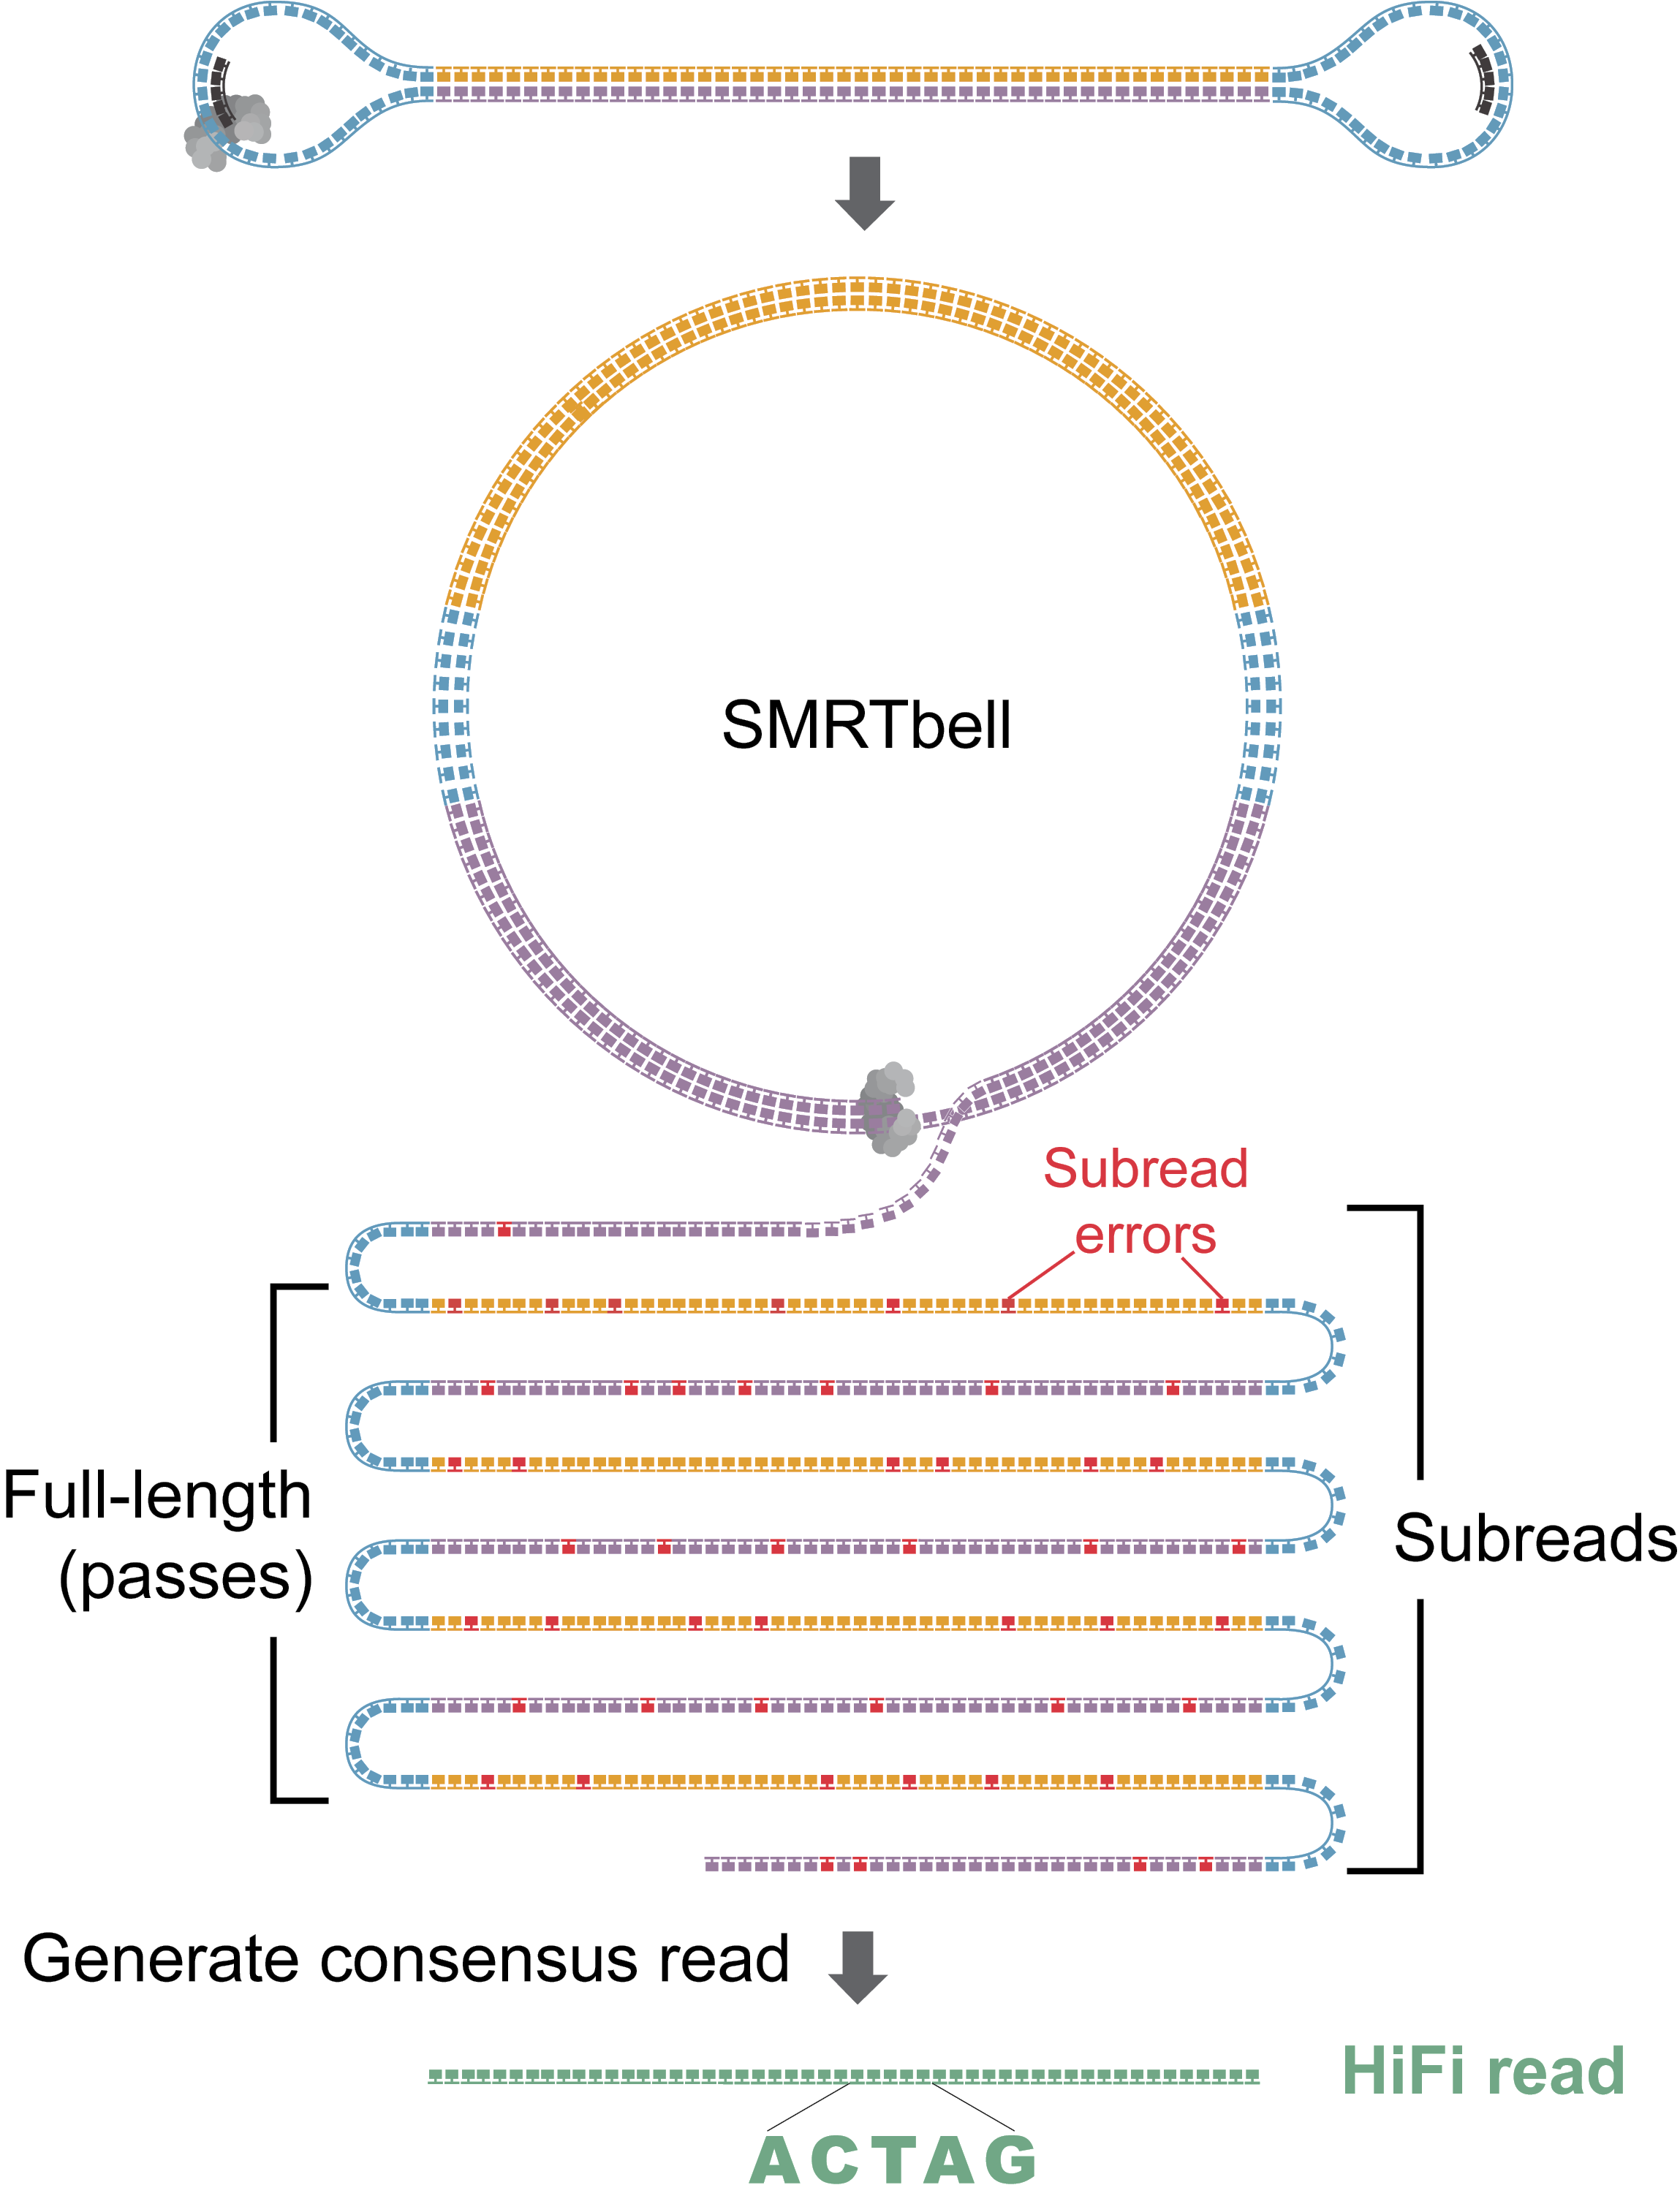 SMRTbell
Subread
errors
Full-length
(passes)
Subreads
Generate consensus read
HiFi read
ACTAG